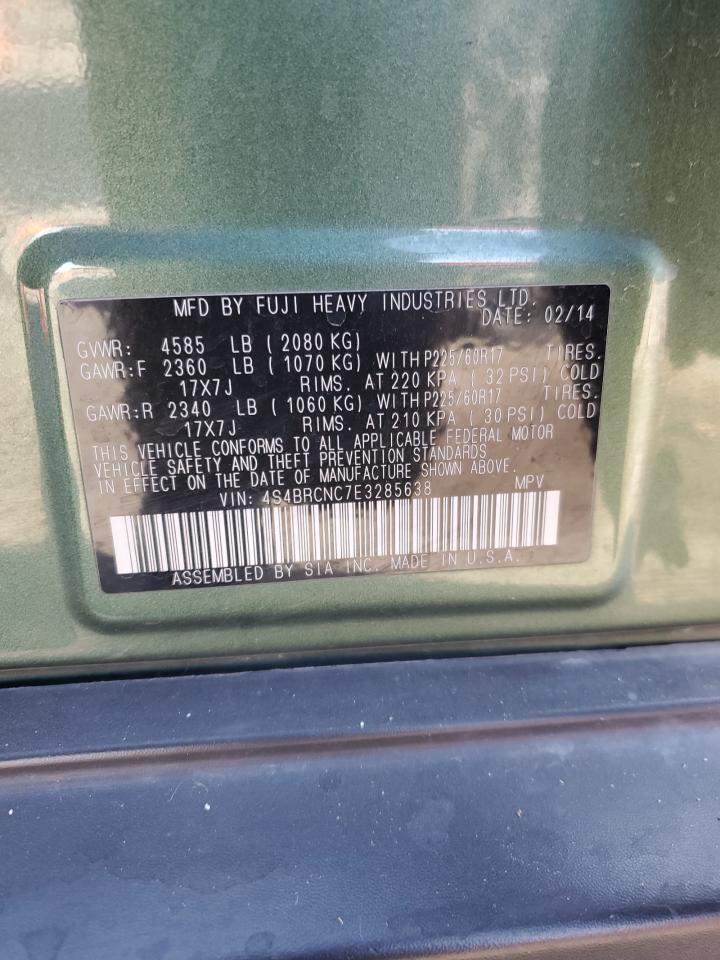 MFD BY FUJI HEAVY INDUSTRIES LTD.
DATE: 02/14
GVWR: 4585 LB ( 2080 KG)
GAWR:F 2360 LB ( 1070 KG) WITH P225/60R17 TIRES.
17X7J RIMS. AT 220 KPA ( 32 PSI) COLD
GAWR:R 2340 LB ( 1060 KG) WITH P225/60R17 TIRES.
17X7J RIMS. AT 210 KPA ( 30 PSI) COLD
THIS VEHICLE CONFORMS TO ALL APPLICABLE FEDERAL MOTOR
VEHICLE SAFETY AND THEFT PREVENTION STANDARDS
IN EFFECT ON THE DATE OF MANUFACTURE SHOWN ABOVE.
VIN: 4S4BRCNC7E3285638 MPV
ASSEMBLED BY SIA INC. MADE IN U.S.A.